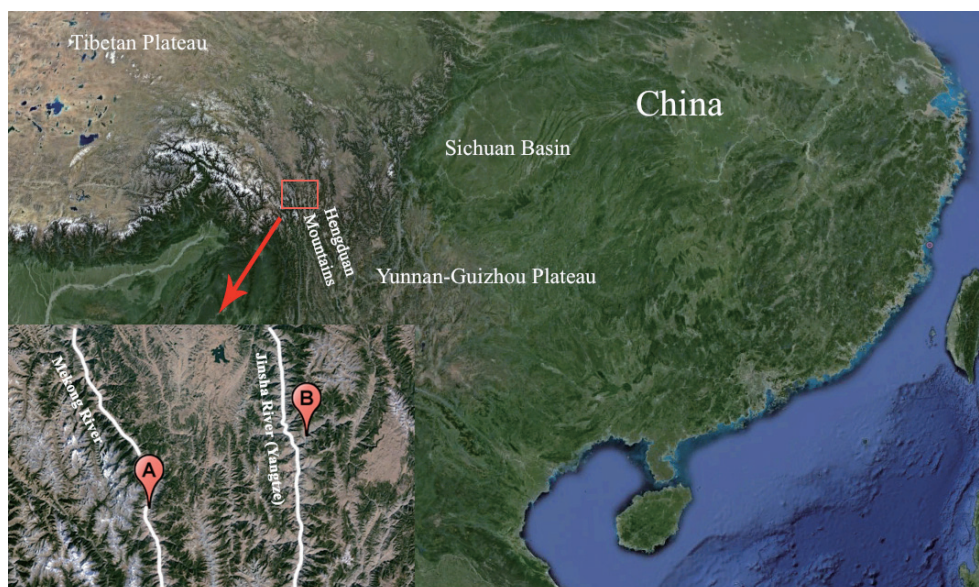 Tibetan Plateau
China
Sichuan Basin
Hengduan
Mountains
Yunnan-Guizhou Plateau
Mekong River
Jinsha River (Yangtze)
A
B